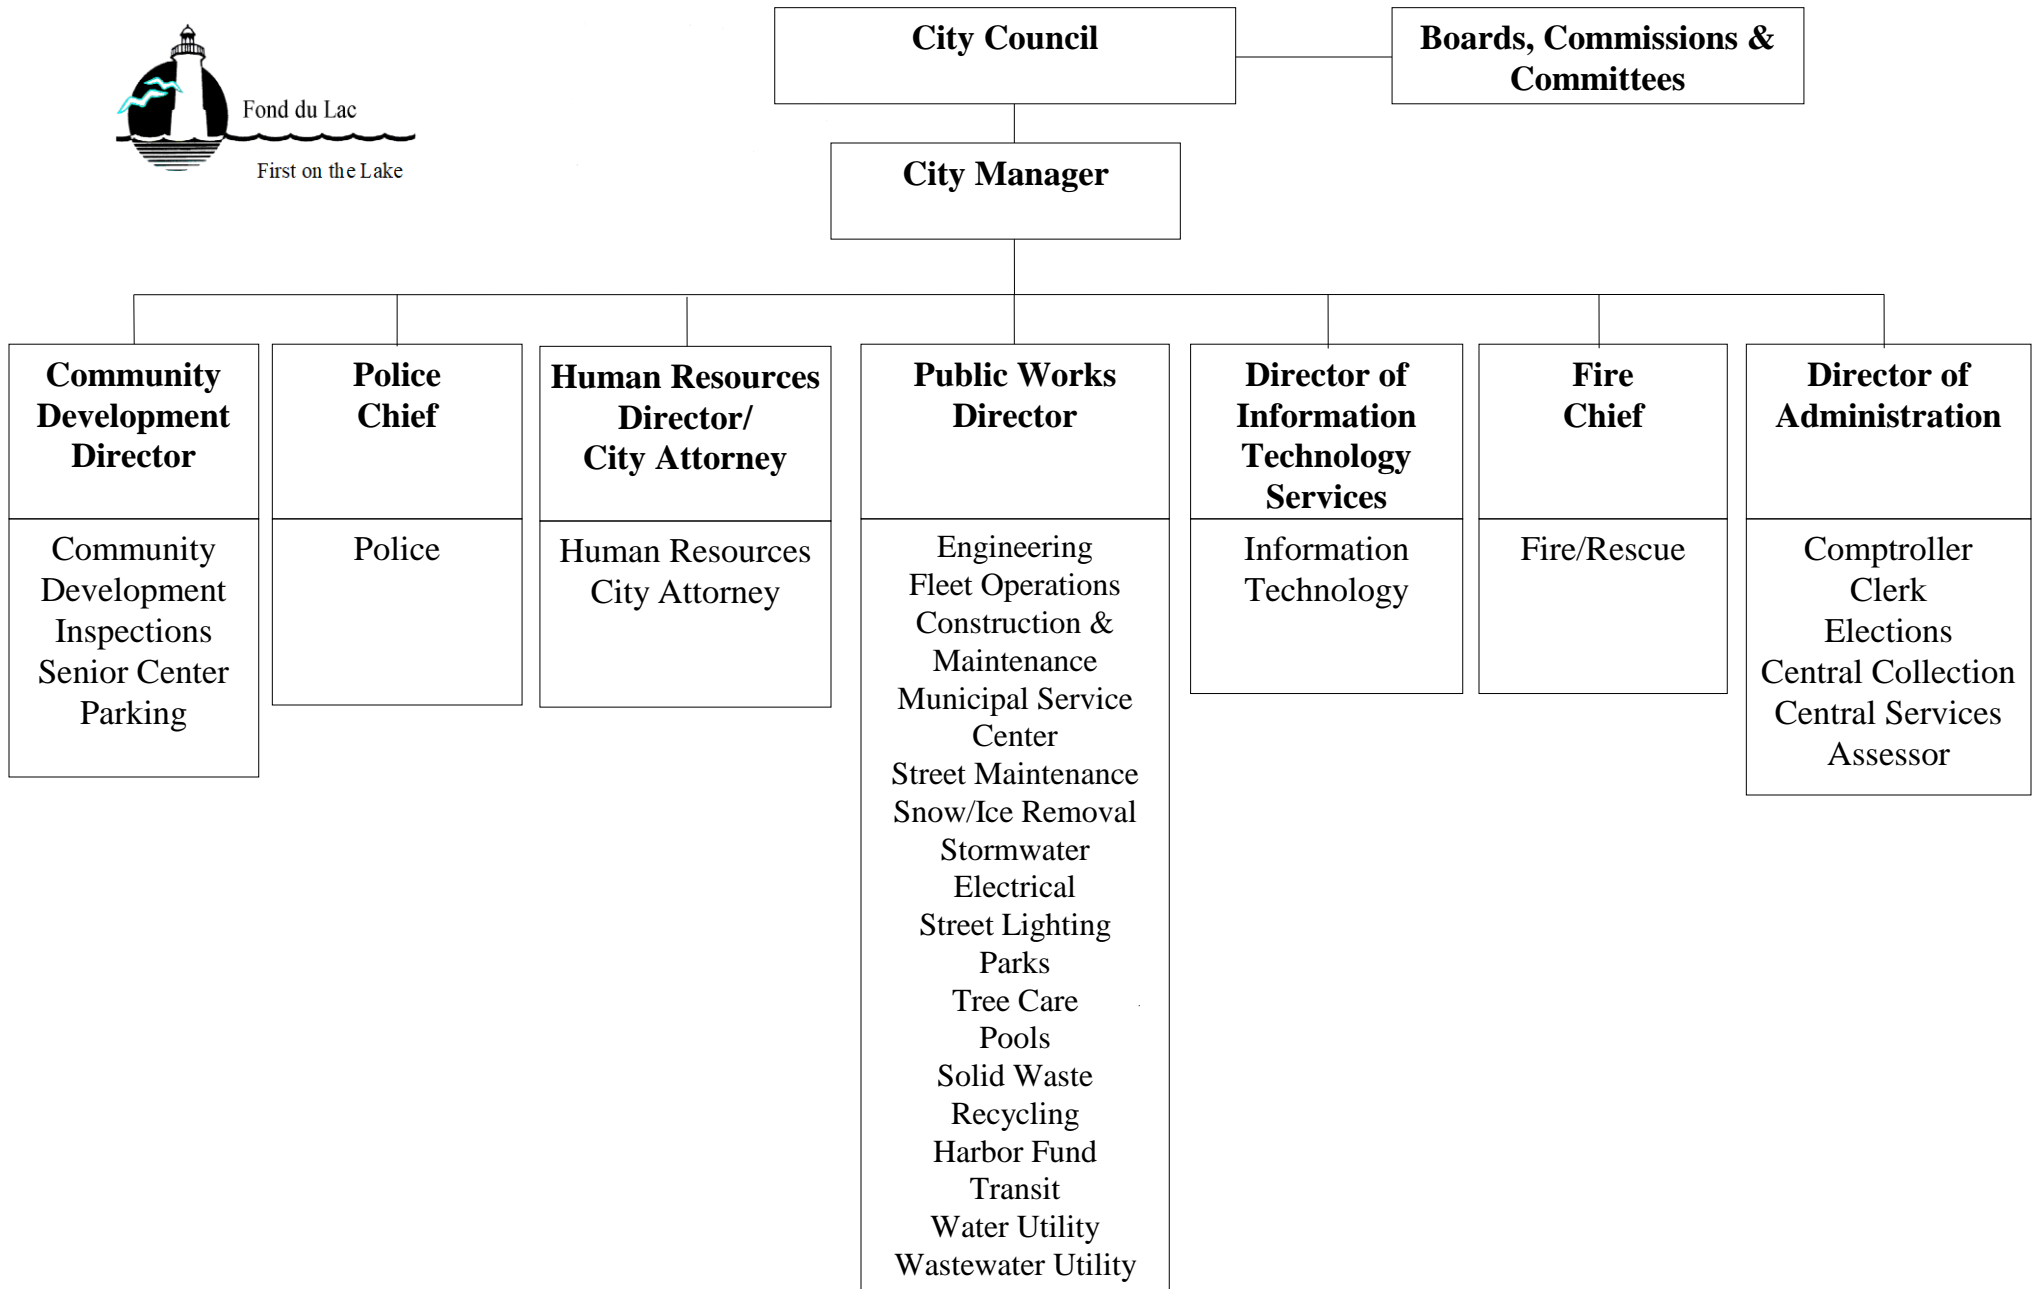 Fond du Lac
First on the Lake
City Council
Boards, Commissions &
Committees
City Manager
Community
Development
Director
Community
Development
Inspections
Senior Center
Parking
Police
Chief
Police
Human Resources
Director/
City Attorney
Human Resources
City Attorney
Public Works
Director
Engineering
Fleet Operations
Construction &
Maintenance
Municipal Service
Center
Street Maintenance
Snow/Ice Removal
Stormwater
Electrical
Street Lighting
Parks
Tree Care
Pools
Solid Waste
Recycling
Harbor Fund
Transit
Water Utility
Wastewater Utility
Director of
Information
Technology
Services
Information
Technology
Fire
Chief
Fire/Rescue
Director of
Administration
Comptroller
Clerk
Elections
Central Collection
Central Services
Assessor